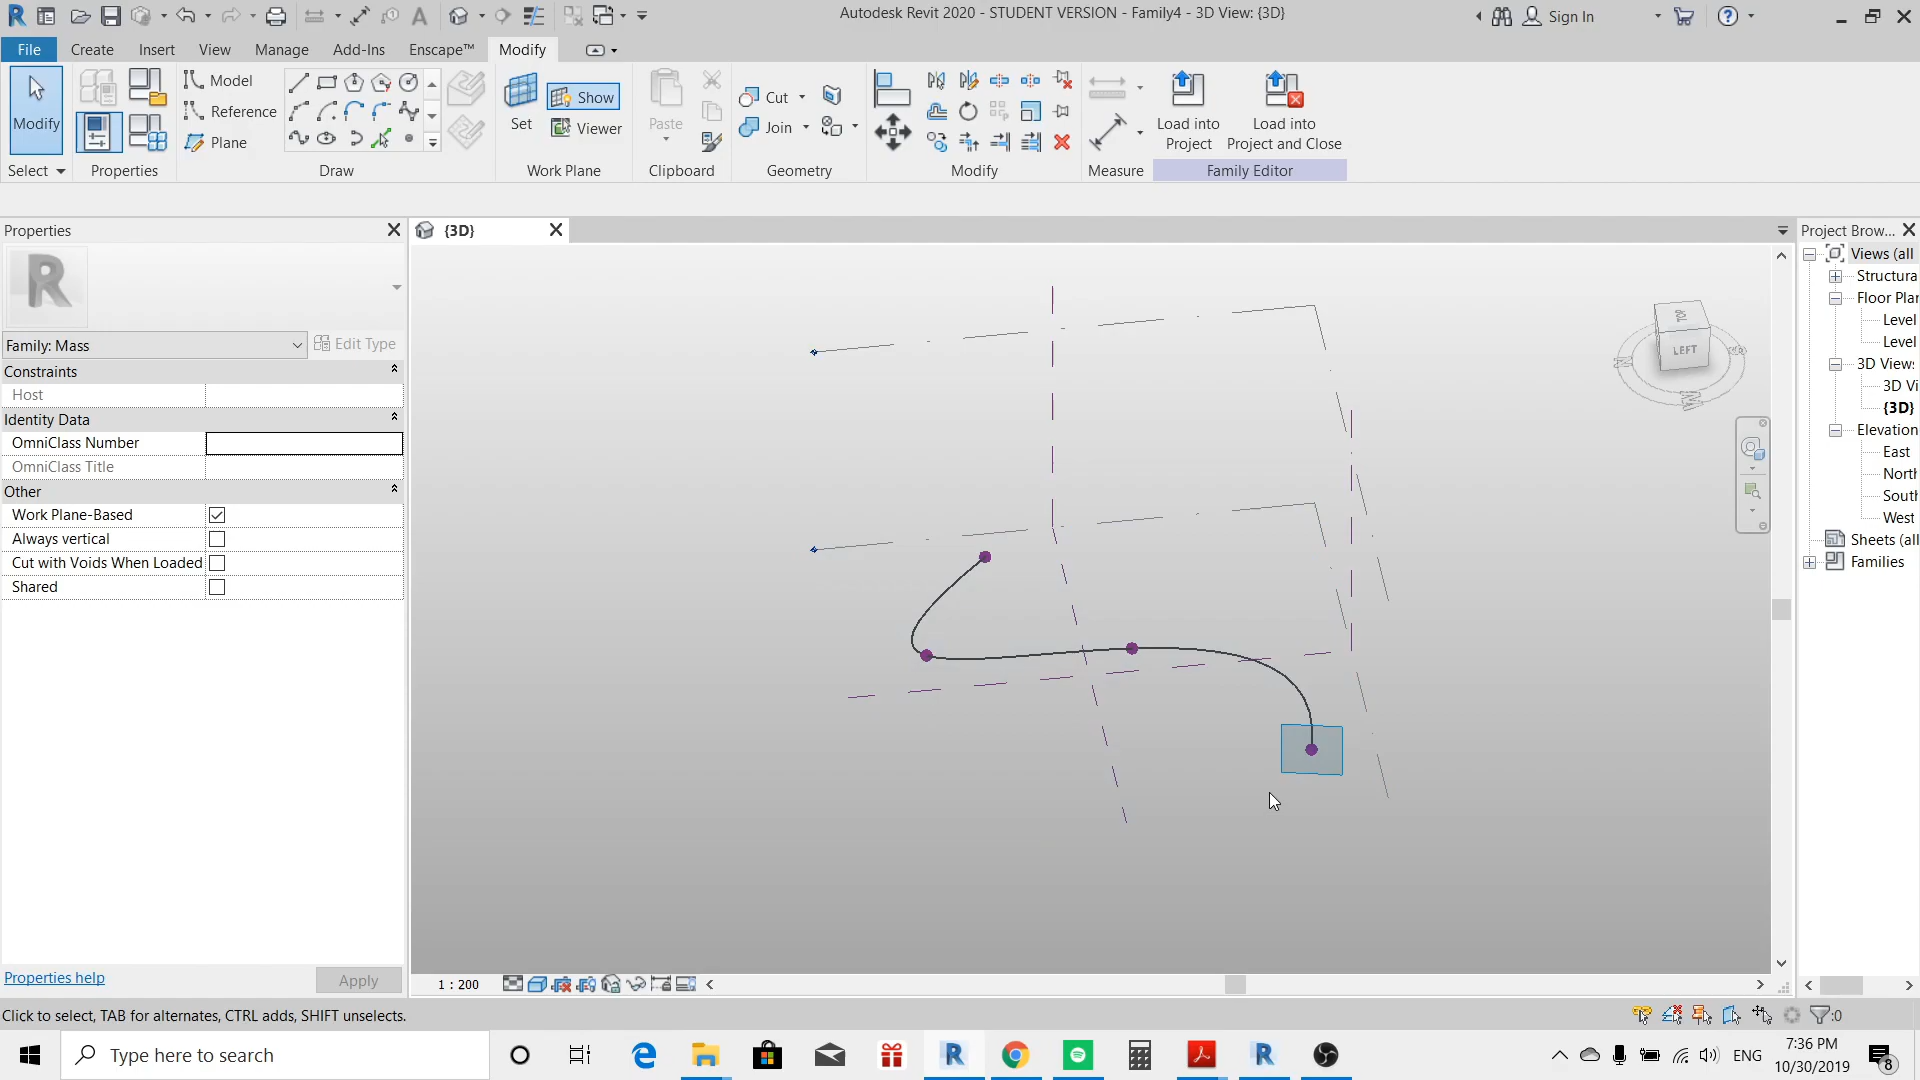 Autodesk Revit 2020 - STUDENT VERSION - Family4 - 3D View: {3D}
Sign In
File Create Insert View Manage Add-Ins Enscape™ Modify
Modify
Model
Reference
Plane
Set
Show
Viewer
Paste
Cut
Join
Load into
Project
Load into
Project and Close
Select Properties Draw Work Plane Clipboard Geometry Modify Measure Family Editor
Properties
{3D}
Project Brow...
R
Family: Mass
Edit Type
Constraints
Host
Identity Data
OmniClass Number
OmniClass Title
Other
Work Plane-Based
Always vertical
Cut with Voids When Loaded
Shared
Properties help
Apply
TOP
LEFT
Views (all
Structura
Floor Plan
Level
Level
3D Views
3D Vi
{3D}
Elevation
East
North
South
West
Sheets (all
Families
1 : 200
Click to select, TAB for alternates, CTRL adds, SHIFT unselects.
:0
Type here to search
ENG
7:36 PM
10/30/2019
8